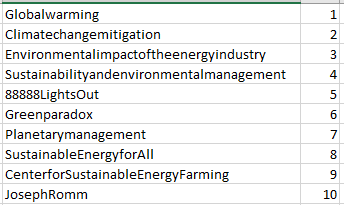 Globalwarming 1
Climatechangemitigation 2
Environmentalimpactoftheenergyindustry 3
Sustainabilityandenvironmentalmanagement 4
88888LightsOut 5
Greenparadox 6
Planetarymanagement 7
SustainableEnergyforAll 8
CenterforSustainableEnergyFarming 9
JosephRomm 10